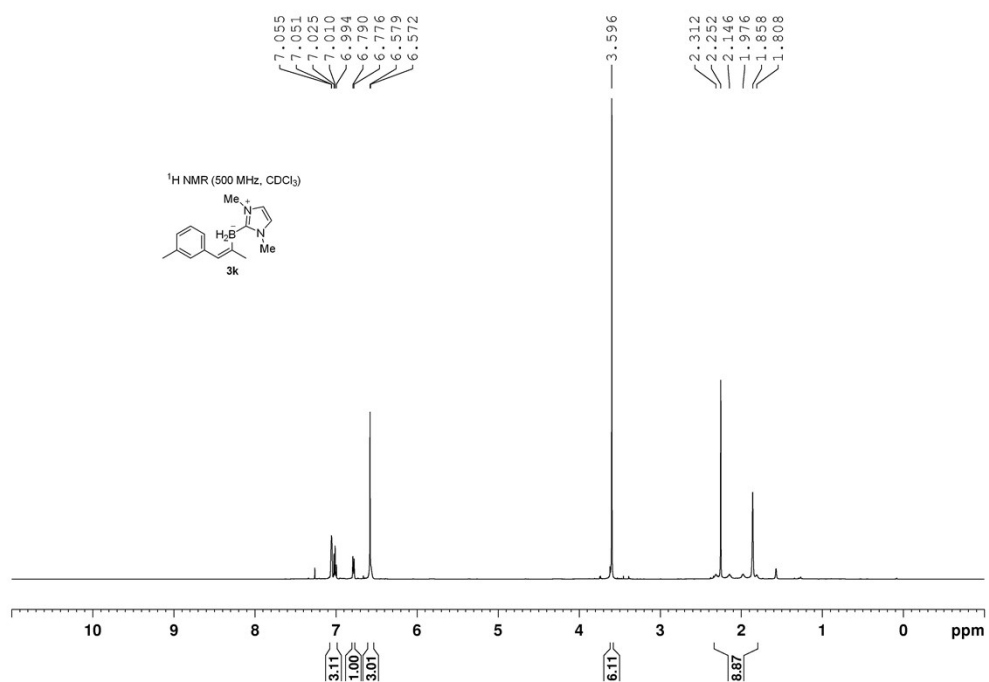 7.055
7.051
7.025
7.010
6.994
6.790
6.776
6.579
6.572
3.596
2.312
2.252
2.146
1.976
1.858
1.808
¹H NMR (500 MHz, CDCl₃)
Me
N⁺
H₂B⁻
N
Me
3k
10 9 8 7 6 5 4 3 2 1 0 ppm
3.11
1.00
3.01
6.11
8.87